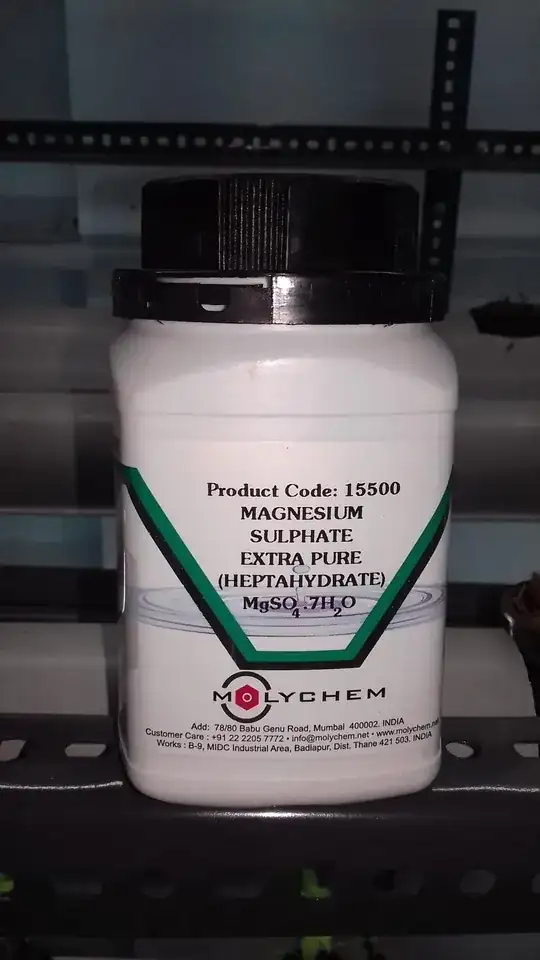 Product Code: 15500
MAGNESIUM
SULPHATE
EXTRA PURE
(HEPTAHYDRATE)
MgSO4.7H2O
MOLYCHEM
Add: 78/80 Babu Genu Road, Mumbai 400002. INDIA
Customer Care : +91 22 2205 7772 • info@molychem.net • www.molychem.net
Works : B-9, MIDC Industrial Area, Badlapur, Dist. Thane 421 503. INDIA